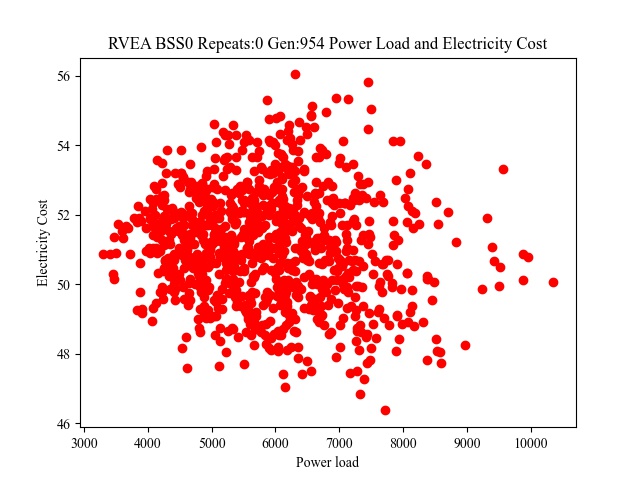 RVEA BSS0 Repeats:0 Gen:954 Power Load and Electricity Cost
56
54
52
50
48
46
Electricity Cost
3000 4000 5000 6000 7000 8000 9000 10000
Power load